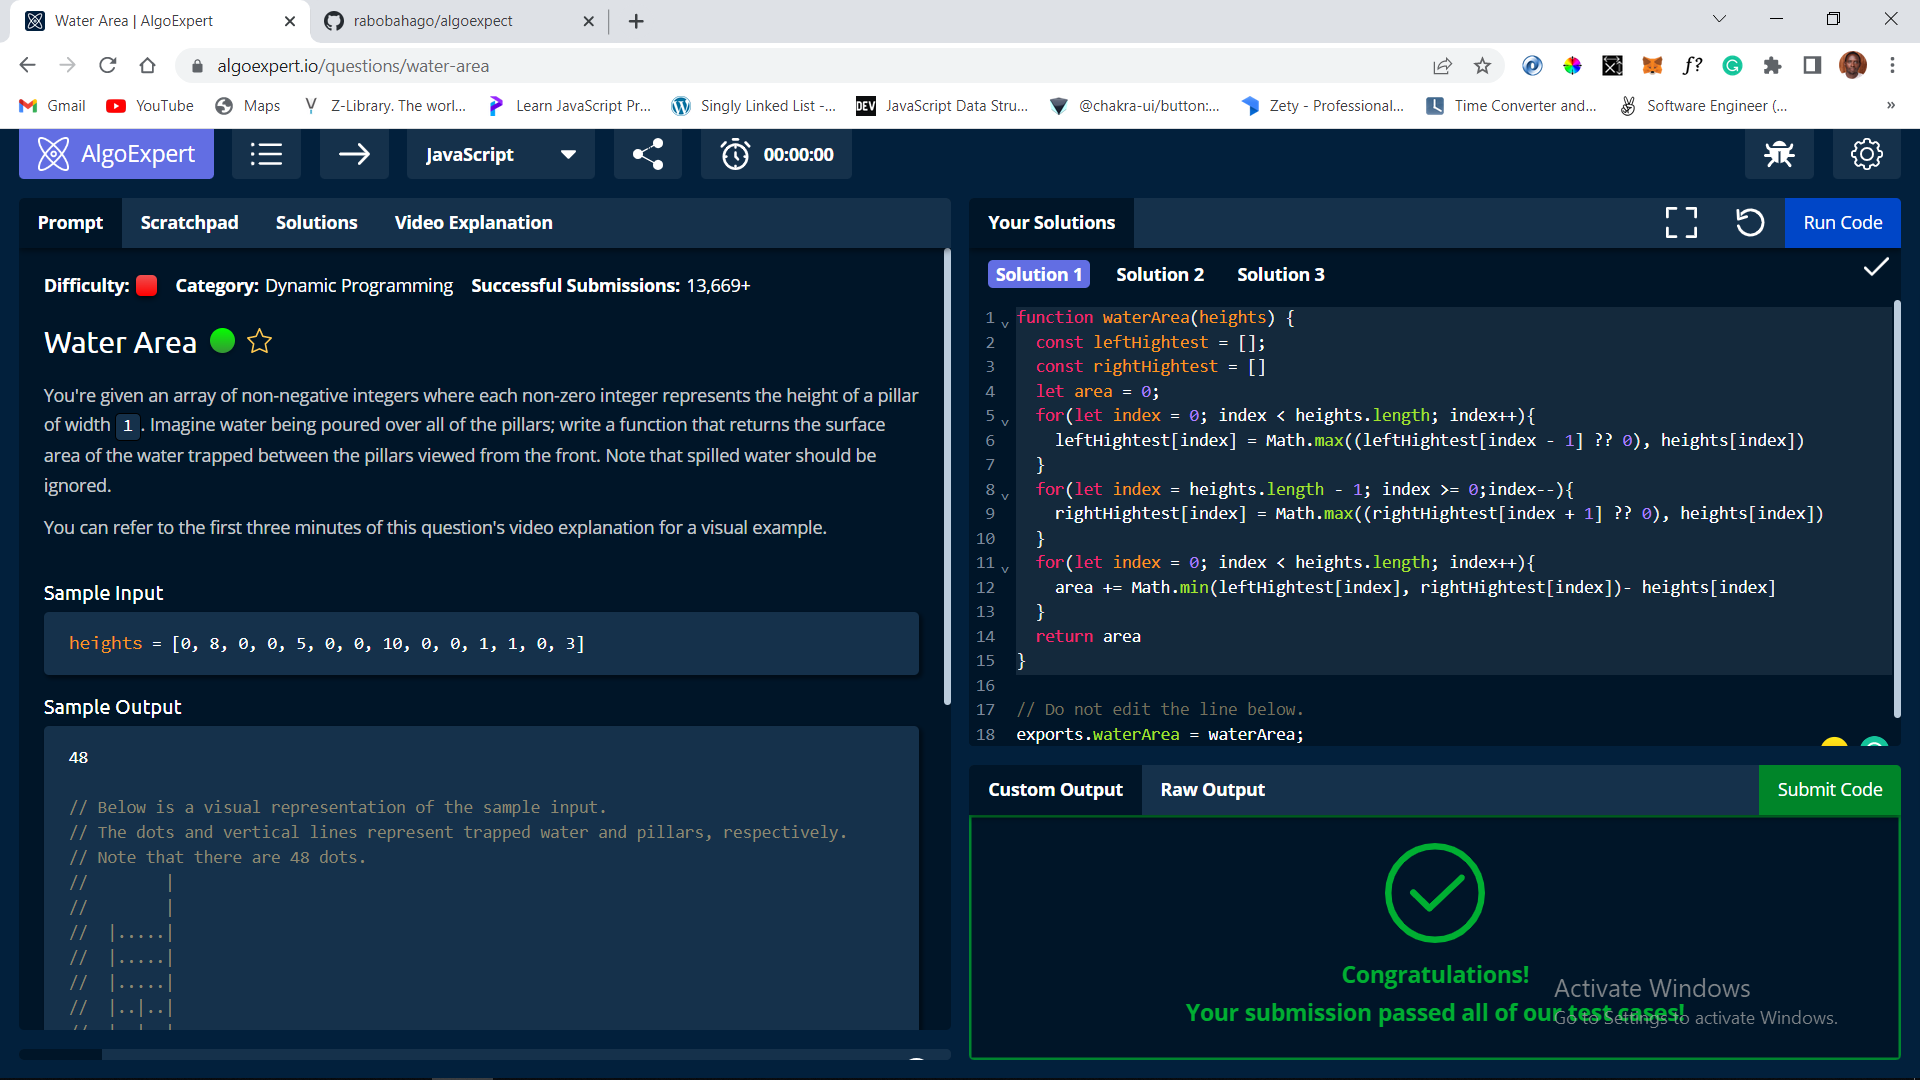 Water Area | AlgoExpert
rabobahago/algoexpect
algoexpert.io/questions/water-area
f?
Gmail
YouTube
Maps
Z-Library. The worl...
Learn JavaScript Pr...
Singly Linked List -...
DEV
JavaScript Data Stru...
@chakra-ui/button:...
Zety - Professional...
Time Converter and...
Software Engineer (...
»
AlgoExpert
JavaScript
00:00:00
Prompt
Scratchpad
Solutions
Video Explanation
Difficulty:
Category: Dynamic Programming
Successful Submissions: 13,669+
Water Area
You're given an array of non-negative integers where each non-zero integer represents the height of a pillar
of width 1. Imagine water being poured over all of the pillars; write a function that returns the surface
area of the water trapped between the pillars viewed from the front. Note that spilled water should be
ignored.
You can refer to the first three minutes of this question's video explanation for a visual example.
Sample Input
heights = [0, 8, 0, 0, 5, 0, 0, 10, 0, 0, 1, 1, 0, 3]
Sample Output
48
// Below is a visual representation of the sample input.
// The dots and vertical lines represent trapped water and pillars, respectively.
// Note that there are 48 dots.
//        |
//        |
//  |.....|
//  |.....|
//  |.....|
//  |..|..|
Your Solutions
Run Code
Solution 1
Solution 2
Solution 3
1 function waterArea(heights) {
2   const leftHightest = [];
3   const rightHightest = []
4   let area = 0;
5   for(let index = 0; index < heights.length; index++){
6     leftHightest[index] = Math.max((leftHightest[index - 1] ?? 0), heights[index])
7   }
8   for(let index = heights.length - 1; index >= 0;index--){
9     rightHightest[index] = Math.max((rightHightest[index + 1] ?? 0), heights[index])
10   }
11   for(let index = 0; index < heights.length; index++){
12     area += Math.min(leftHightest[index], rightHightest[index])- heights[index]
13   }
14   return area
15 }
16
17 // Do not edit the line below.
18 exports.waterArea = waterArea;
Custom Output
Raw Output
Submit Code
Congratulations!
Your submission passed all of our test cases!
Activate Windows
Go to Settings to activate Windows.